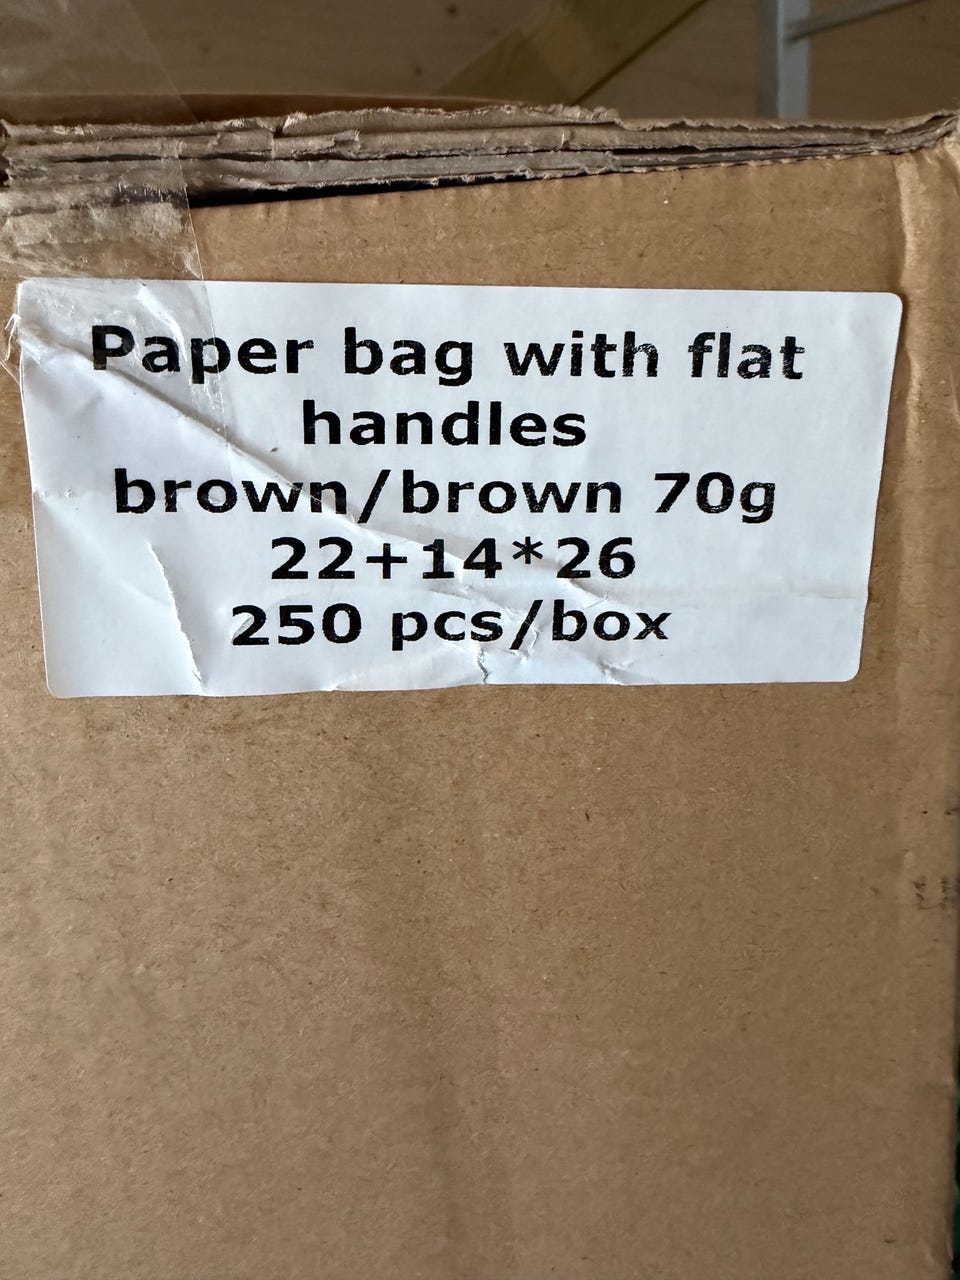 Paper bag with flat
handles
brown/brown 70g
22+14*26
250 pcs/box